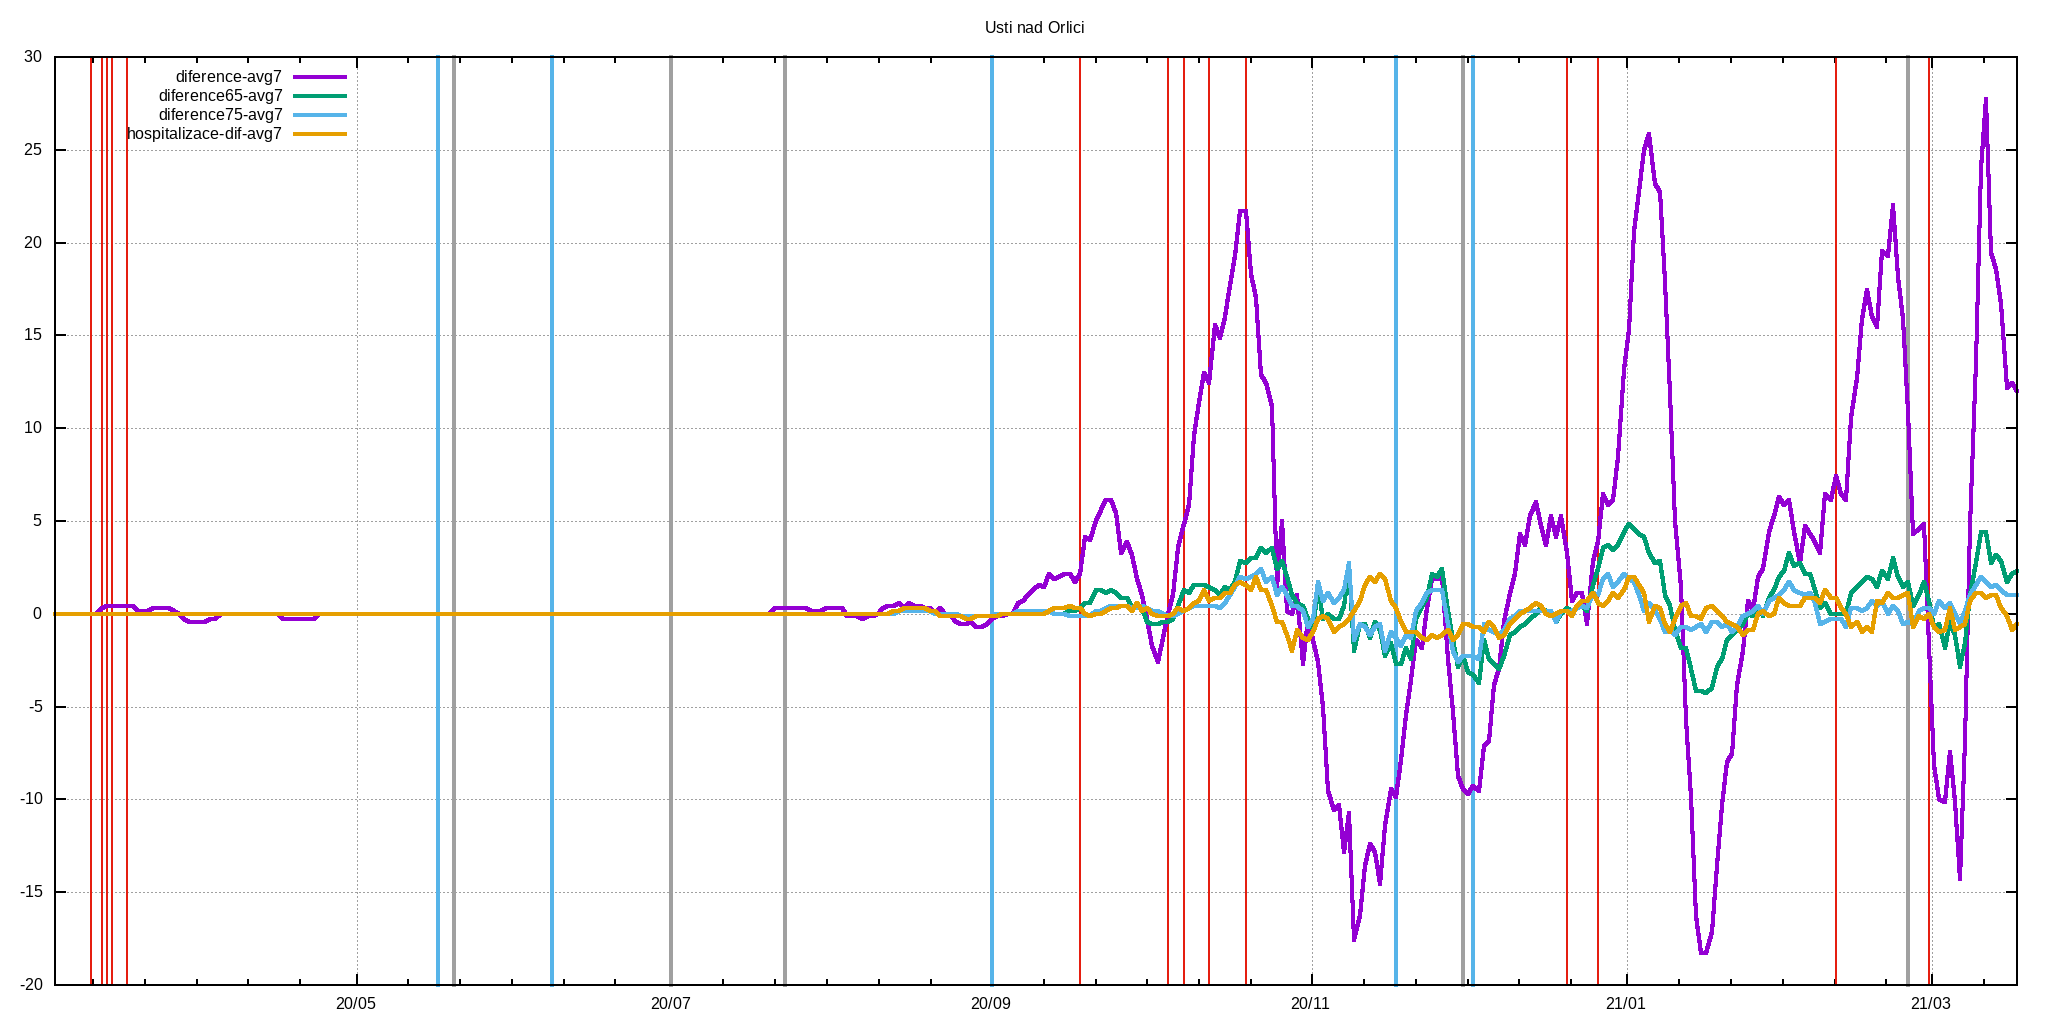 Usti nad Orlici
30
25
20
15
10
5
0
-5
-10
-15
-20
diference-avg7
diference65-avg7
diference75-avg7
hospitalizace-dif-avg7
20/05 20/07 20/09 20/11 21/01 21/03